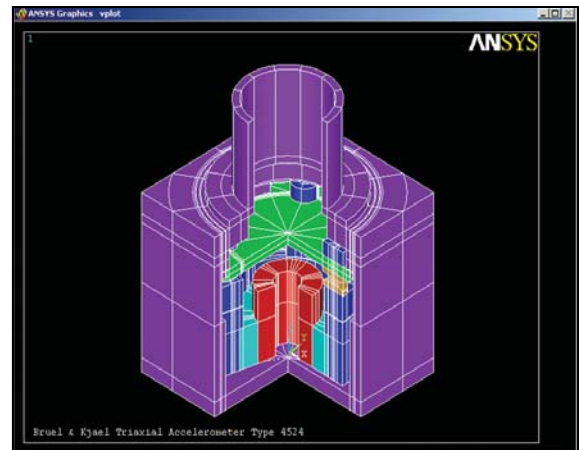 ANSYS Graphics vplot
1
ANSYS
Bruel & Kjael Triaxial Accelerometer Type 4524